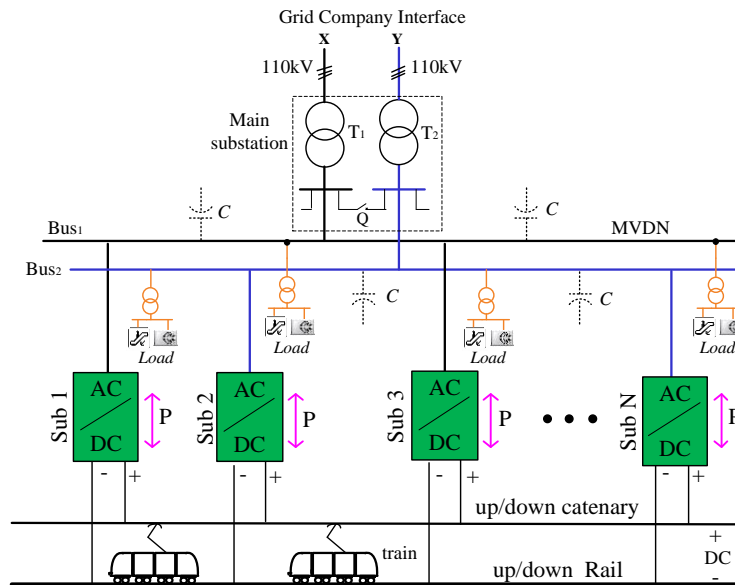 Grid Company Interface
X Y
110kV 110kV
Main substation
T1 T2
Q
C C
Bus1 MVDN
Bus2
C C
Load Load Load Load
Sub 1 AC DC P
Sub 2 AC DC P
Sub 3 AC DC P
Sub N AC DC P
- + - + - + - +
up/down catenary
train
+
DC
-
up/down Rail